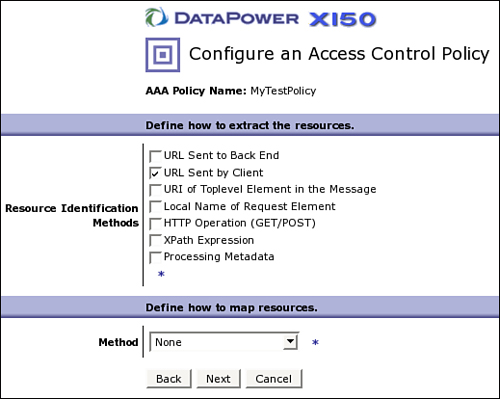 DATAPOWER XI50
Configure an Access Control Policy
AAA Policy Name: MyTestPolicy
Define how to extract the resources.
Resource Identification Methods
URL Sent to Back End
URL Sent by Client
URI of Toplevel Element in the Message
Local Name of Request Element
HTTP Operation (GET/POST)
XPath Expression
Processing Metadata
*
Define how to map resources.
Method None *
Back Next Cancel